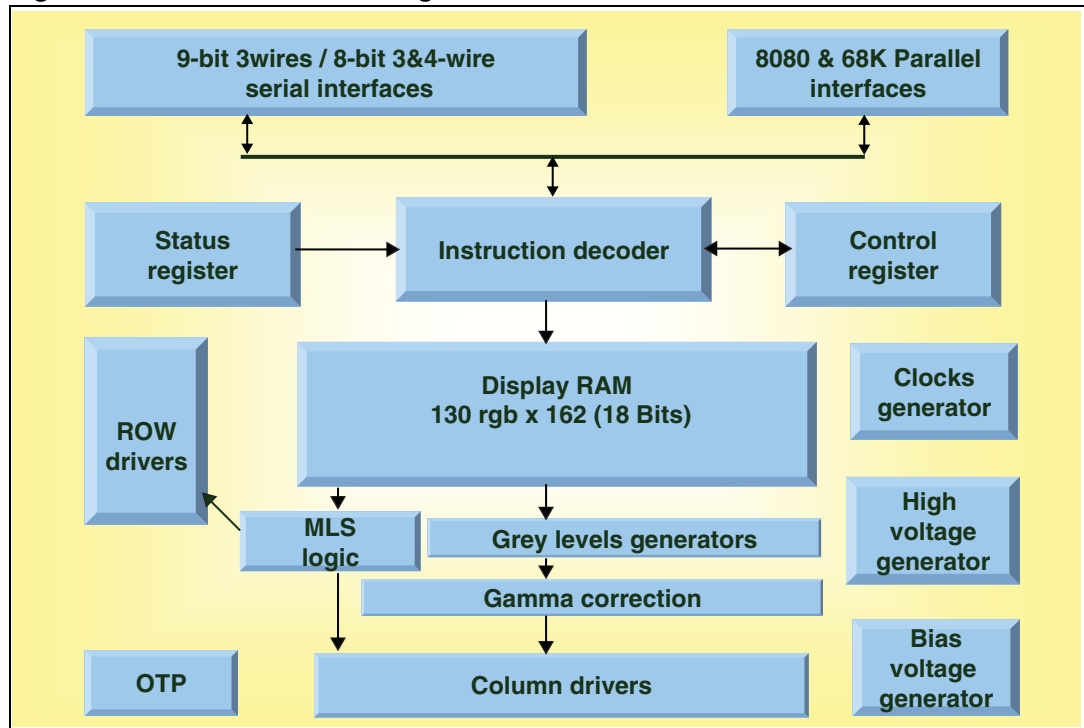 9-bit 3wires / 8-bit 3&4-wire
serial interfaces
8080 & 68K Parallel
interfaces
Status
register
Instruction decoder
Control
register
ROW
drivers
Display RAM
130 rgb x 162 (18 Bits)
Clocks
generator
MLS
logic
Grey levels generators
High
voltage
generator
Gamma correction
OTP
Column drivers
Bias
voltage
generator